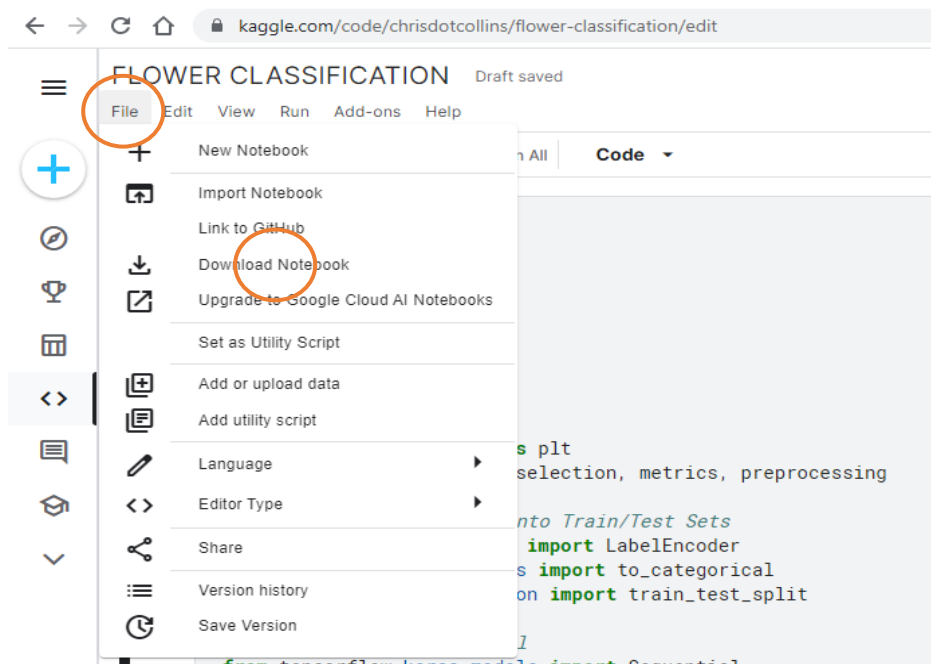 kaggle.com/code/chrisdotcollins/flower-classification/edit
FLOWER CLASSIFICATION Draft saved
File Edit View Run Add-ons Help
New Notebook
All Code
Import Notebook
Link to GitHub
Download Notebook
Upgrade to Google Cloud AI Notebooks
Set as Utility Script
Add or upload data
Add utility script
s plt
Language
selection, metrics, preprocessing
Editor Type
nto Train/Test Sets
Share
import LabelEncoder
s import to_categorical
Version history
on import train_test_split
Save Version
l